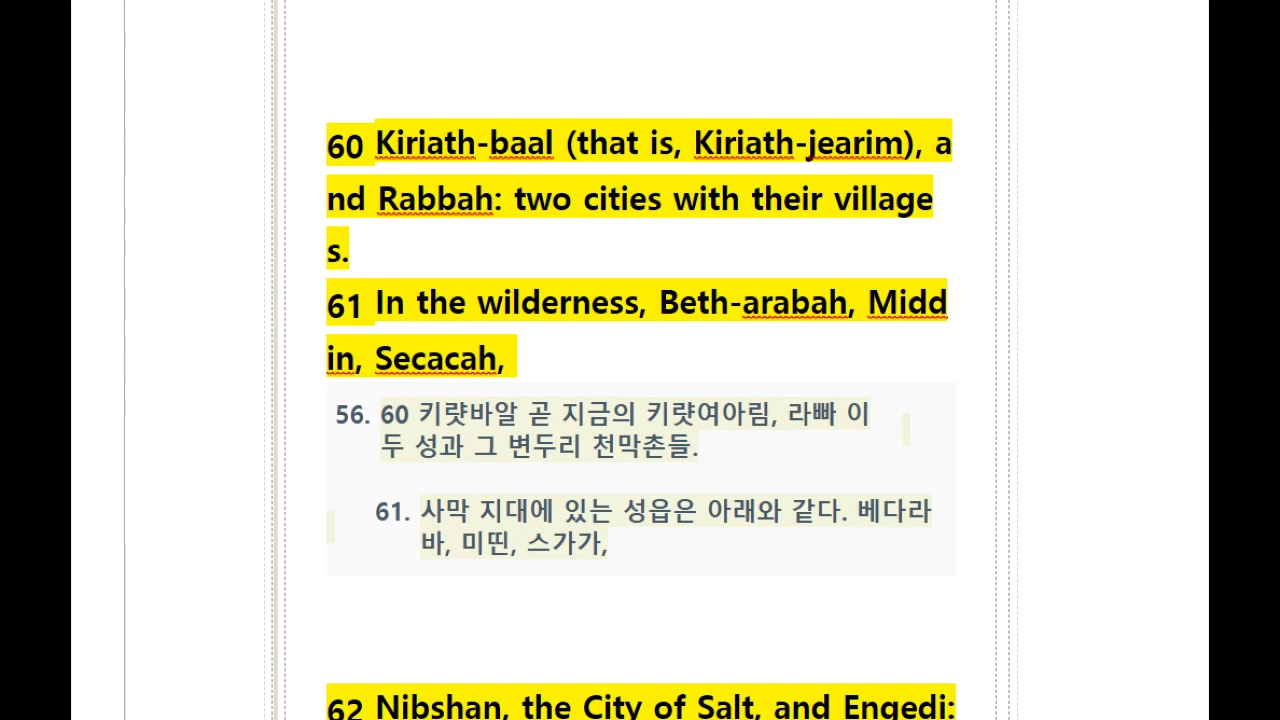 60 Kiriath-baal (that is, Kiriath-jearim), a
nd Rabbah: two cities with their village
s.
61 In the wilderness, Beth-arabah, Midd
in, Secacah,
56. 60 키럇바알 곧 지금의 키럇여아림, 라빠 이
두 성과 그 변두리 천막촌들.
61. 사막 지대에 있는 성읍은 아래와 같다. 베다라
바, 미띤, 스가가,
62 Nibshan, the City of Salt, and Engedi: